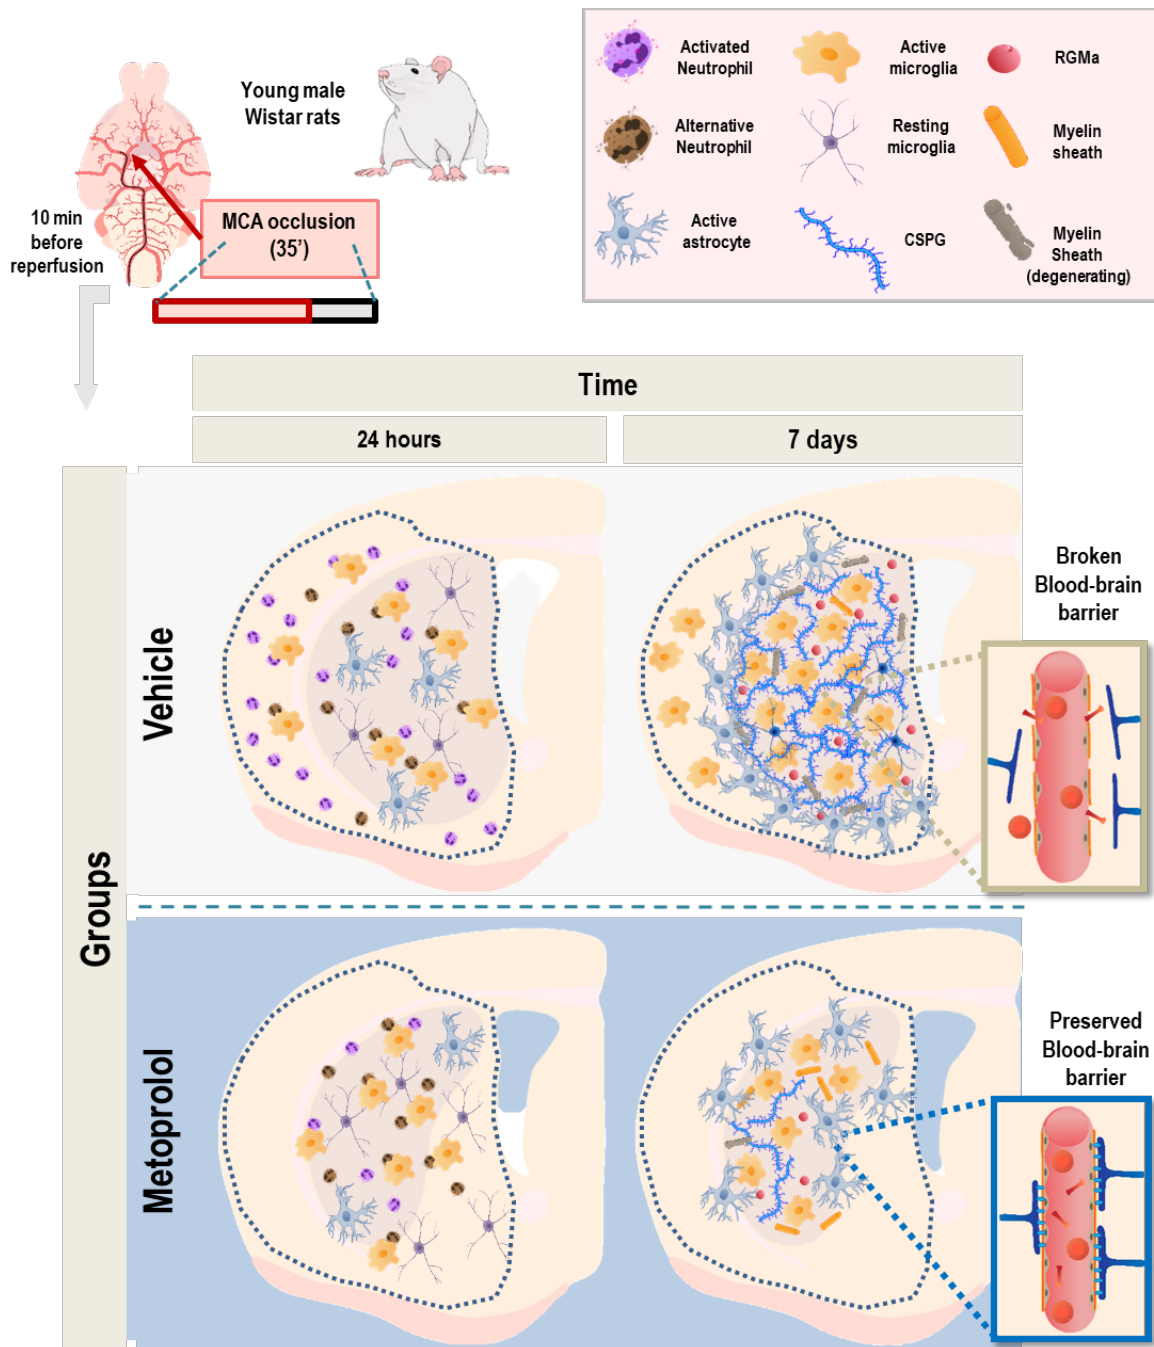 Young male
Wistar rats
10 min
before
reperfusion
MCA occlusion
(35’)
Activated
Neutrophil
Active
microglia
RGMa
Alternative
Neutrophil
Resting
microglia
Myelin
sheath
Active
astrocyte
CSPG
Myelin
Sheath
(degenerating)
Time
24 hours
7 days
Groups
Vehicle
Broken
Blood-brain
barrier
Metoprolol
Preserved
Blood-brain
barrier